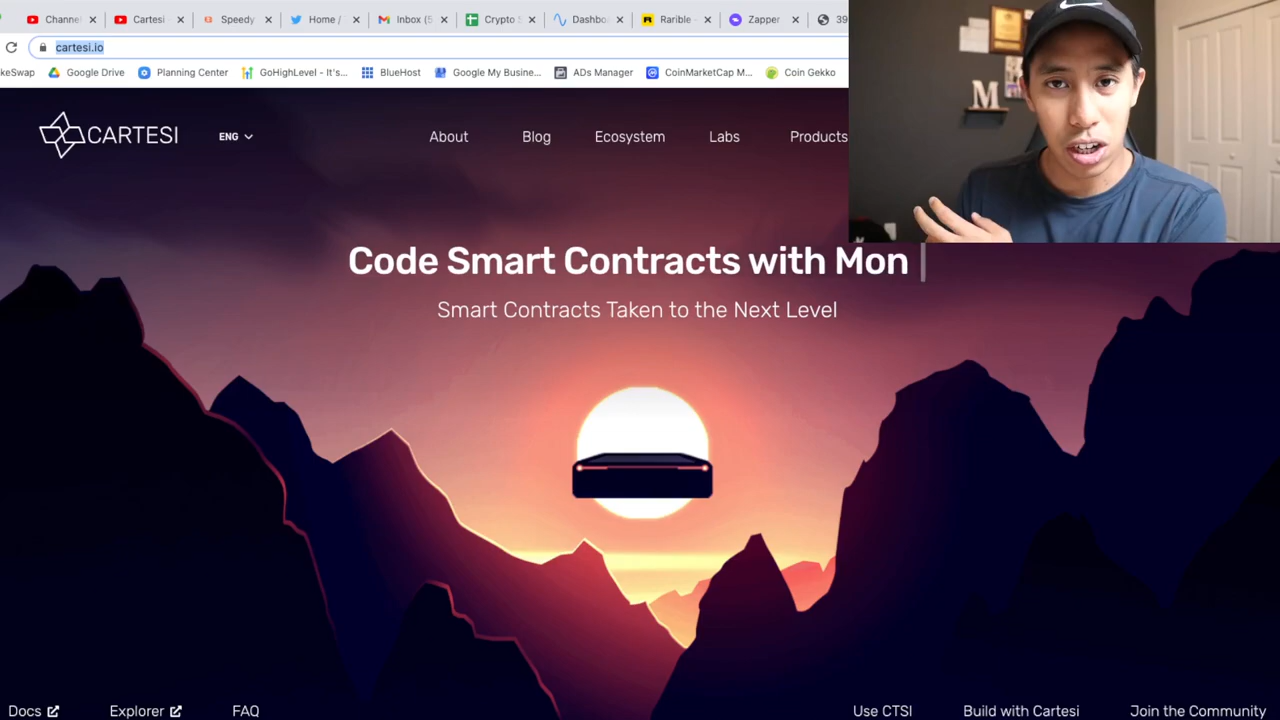 Channel Cartesi - Speedy Home / Inbox (5 Crypto S Dashbo Rarible - Zapper 39
cartesi.io
keSwap Google Drive Planning Center GoHighLevel - It's... BlueHost Google My Busine... ADs Manager CoinMarketCap M... Coin Gekko
CARTESI ENG About Blog Ecosystem Labs Products
M
Code Smart Contracts with Mon
Smart Contracts Taken to the Next Level
Docs Explorer FAQ Use CTSI Build with Cartesi Join the Community